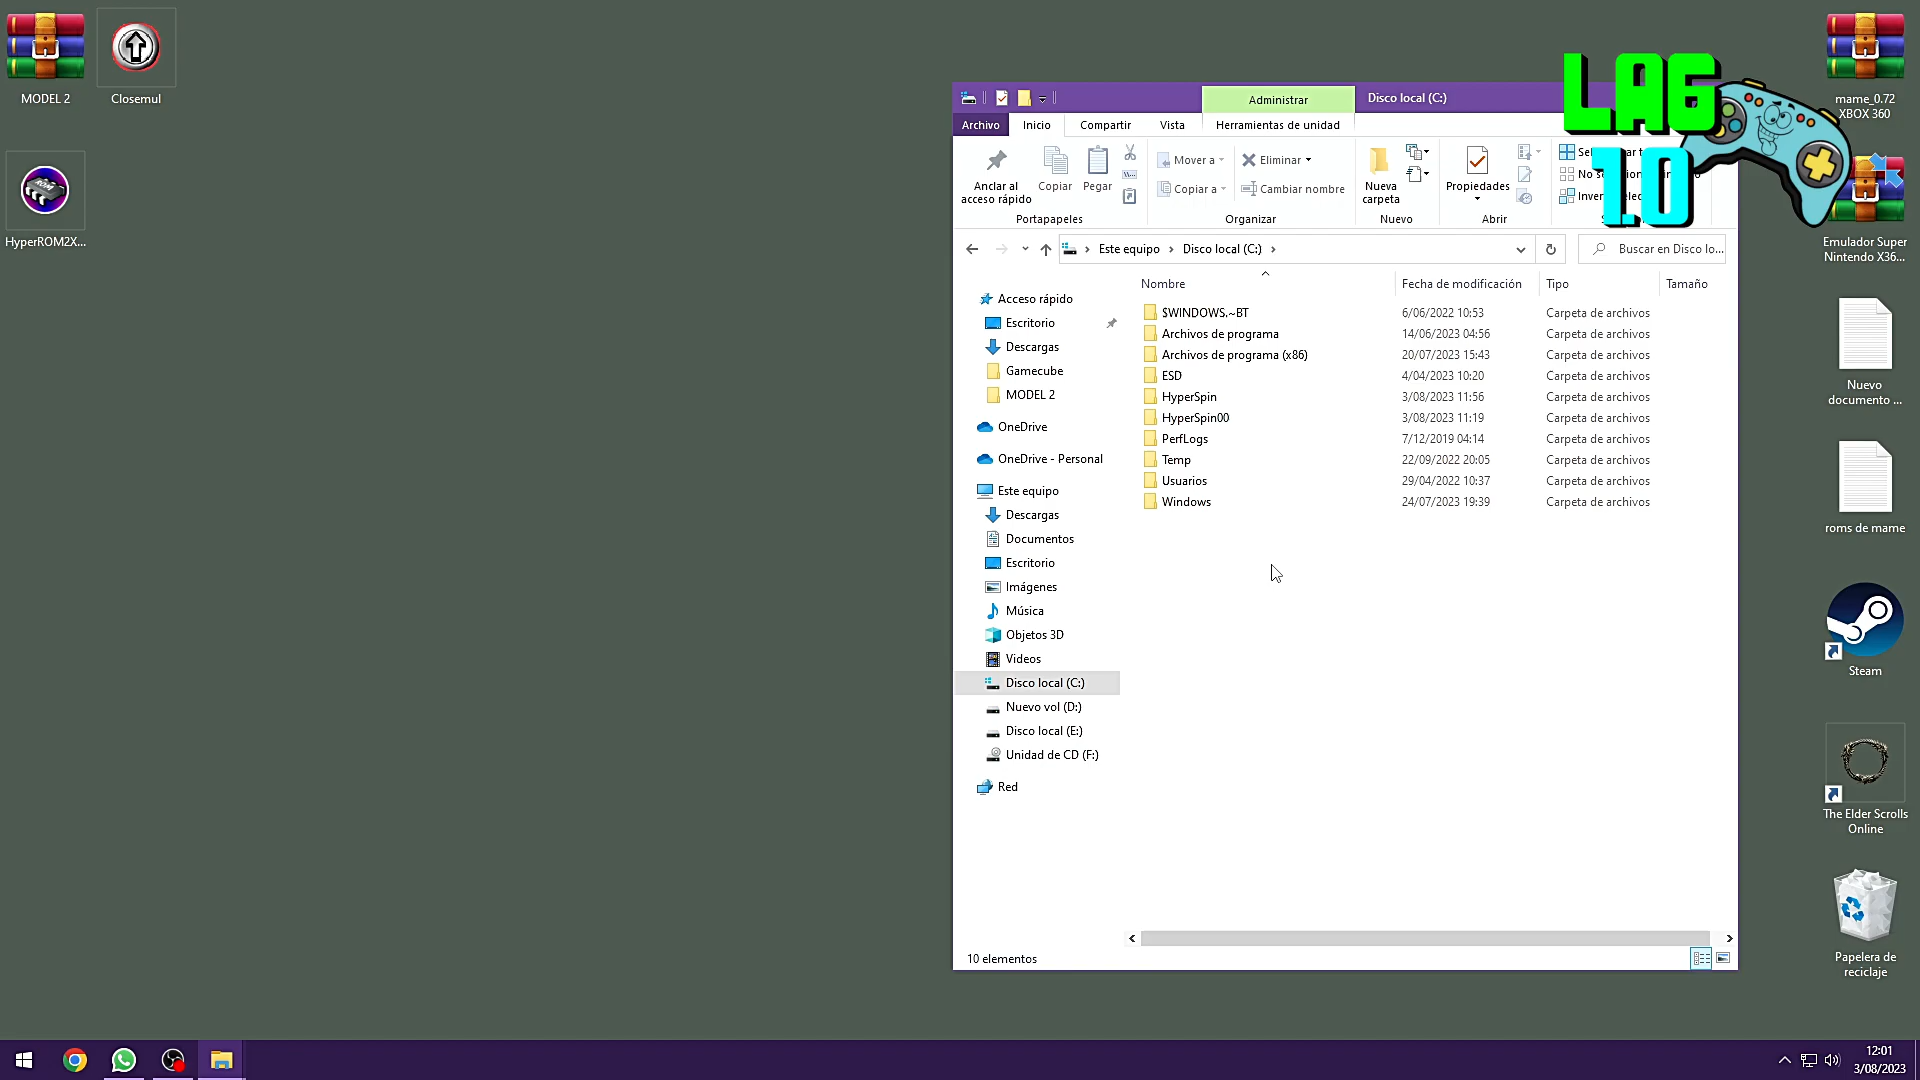 MODEL 2
Closemul
HyperROM2X...
Administrar
Disco local (C:)
Archivo
Inicio
Compartir
Vista
Herramientas de unidad
Anclar al
acceso rápido
Copiar
Pegar
Mover a
Copiar a
Eliminar
Cambiar nombre
Nueva
carpeta
Propiedades
Portapapeles
Organizar
Nuevo
Abrir
LAG
1.0
Este equipo
Disco local (C:)
Buscar en Disco lo...
Nombre
Fecha de modificación
Tipo
Tamaño
Acceso rápido
Escritorio
Descargas
Gamecube
MODEL 2
OneDrive
OneDrive - Personal
Este equipo
Descargas
Documentos
Escritorio
Imágenes
Música
Objetos 3D
Videos
Disco local (C:)
Nuevo vol (D:)
Disco local (E:)
Unidad de CD (F:)
Red
$WINDOWS.~BT 6/06/2022 10:53 Carpeta de archivos
Archivos de programa 14/06/2023 04:56 Carpeta de archivos
Archivos de programa (x86) 20/07/2023 15:43 Carpeta de archivos
ESD 4/04/2023 10:20 Carpeta de archivos
HyperSpin 3/08/2023 11:56 Carpeta de archivos
HyperSpin00 3/08/2023 11:19 Carpeta de archivos
PerfLogs 7/12/2019 04:14 Carpeta de archivos
Temp 22/09/2022 20:05 Carpeta de archivos
Usuarios 29/04/2022 10:37 Carpeta de archivos
Windows 24/07/2023 19:39 Carpeta de archivos
10 elementos
mame_0.72
XBOX 360
Emulador Super
Nintendo X36...
Nuevo
documento ...
roms de mame
Steam
The Elder Scrolls
Online
Papelera de
reciclaje
12:01
3/08/2023